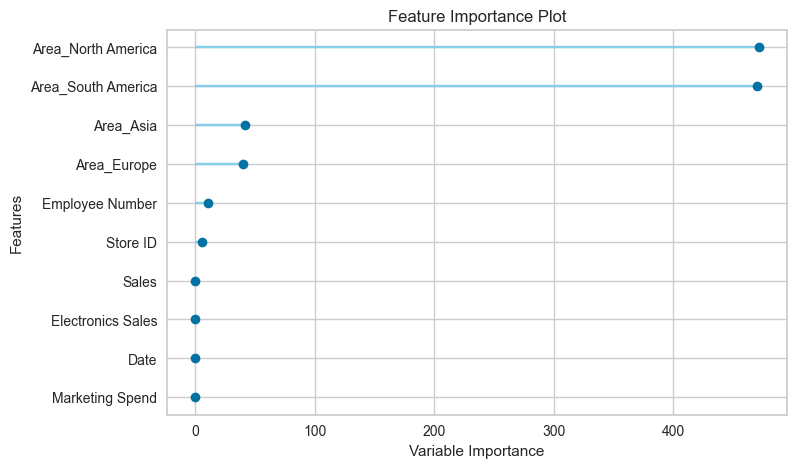 Feature Importance Plot
Area_North America
Area_South America
Area_Asia
Area_Europe
Employee Number
Store ID
Sales
Electronics Sales
Date
Marketing Spend
Features
0 100 200 300 400
Variable Importance